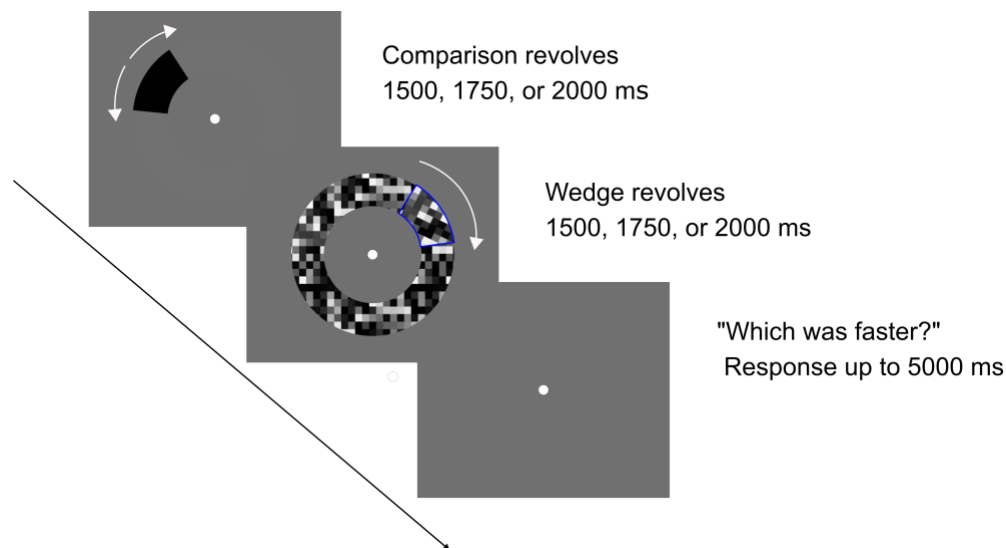 Comparison revolves
1500, 1750, or 2000 ms
Wedge revolves
1500, 1750, or 2000 ms
"Which was faster?"
Response up to 5000 ms